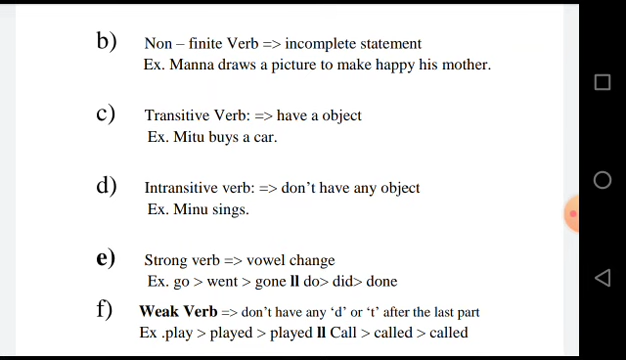 b) Non – finite Verb => incomplete statement
Ex. Manna draws a picture to make happy his mother.
c) Transitive Verb: => have a object
Ex. Mitu buys a car.
d) Intransitive verb: => don’t have any object
Ex. Minu sings.
e) Strong verb => vowel change
Ex. go > went > gone ll do> did> done
f) Weak Verb => don’t have any ‘d’ or ‘t’ after the last part
Ex .play > played > played ll Call > called > called